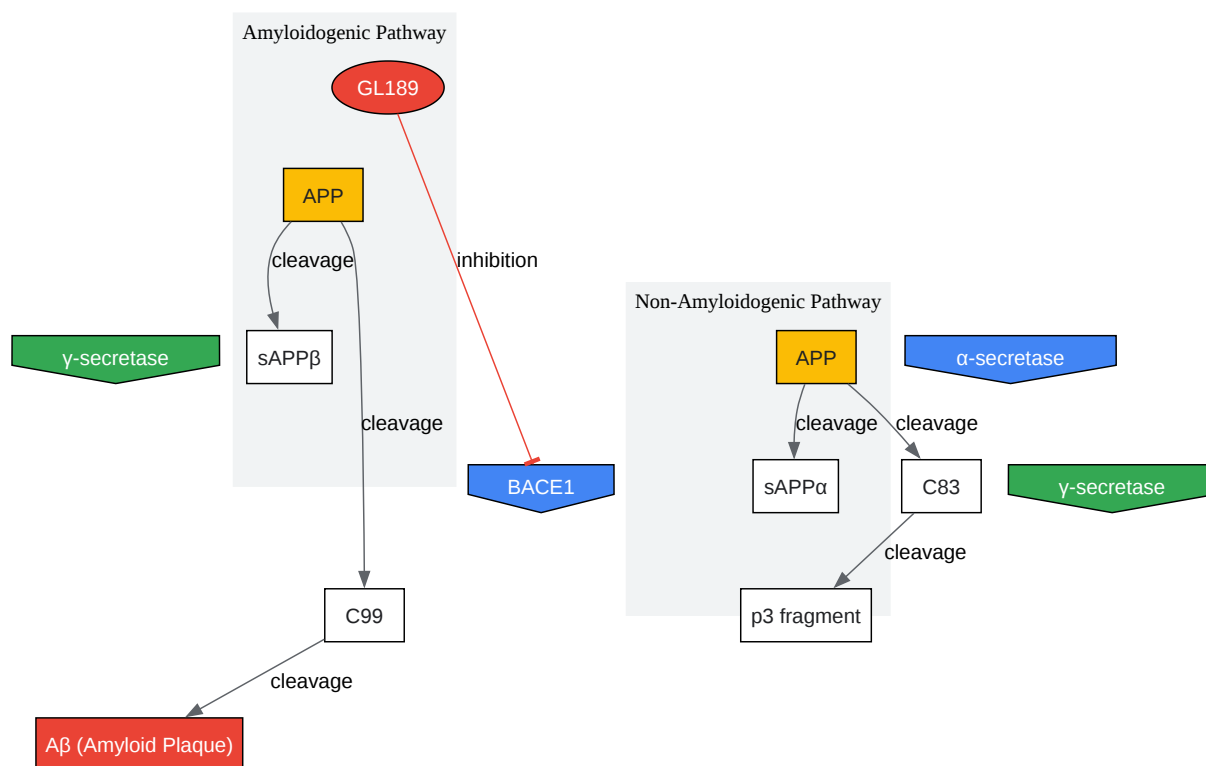 Amyloidogenic Pathway
GL189
APP
cleavage
inhibition
γ-secretase
sAPPβ
cleavage
BACE1
C99
cleavage
Aβ (Amyloid Plaque)
Non-Amyloidogenic Pathway
APP
α-secretase
cleavage
cleavage
sAPPα
C83
γ-secretase
cleavage
p3 fragment